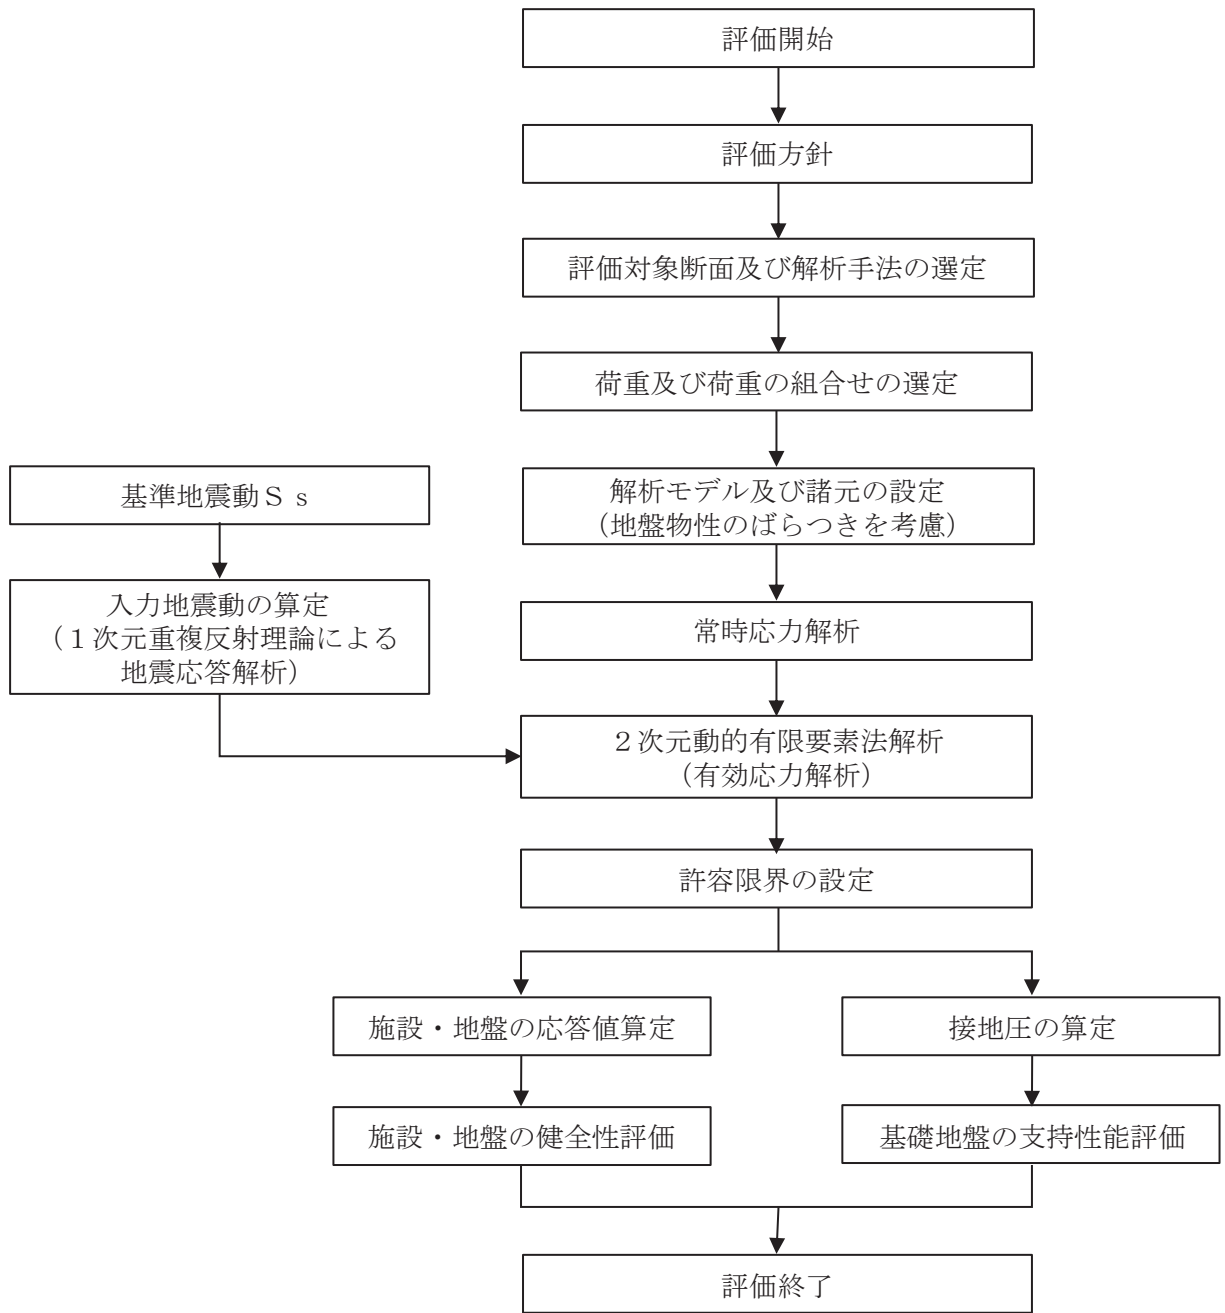 評価開始
評価方針
評価対象断面及び解析手法の選定
荷重及び荷重の組合せの選定
基準地震動Ｓｓ
解析モデル及び諸元の設定
（地盤物性のばらつきを考慮）
入力地震動の算定
（１次元重複反射理論による
地震応答解析）
常時応力解析
２次元動的有限要素法解析
（有効応力解析）
許容限界の設定
施設・地盤の応答値算定
接地圧の算定
施設・地盤の健全性評価
基礎地盤の支持性能評価
評価終了